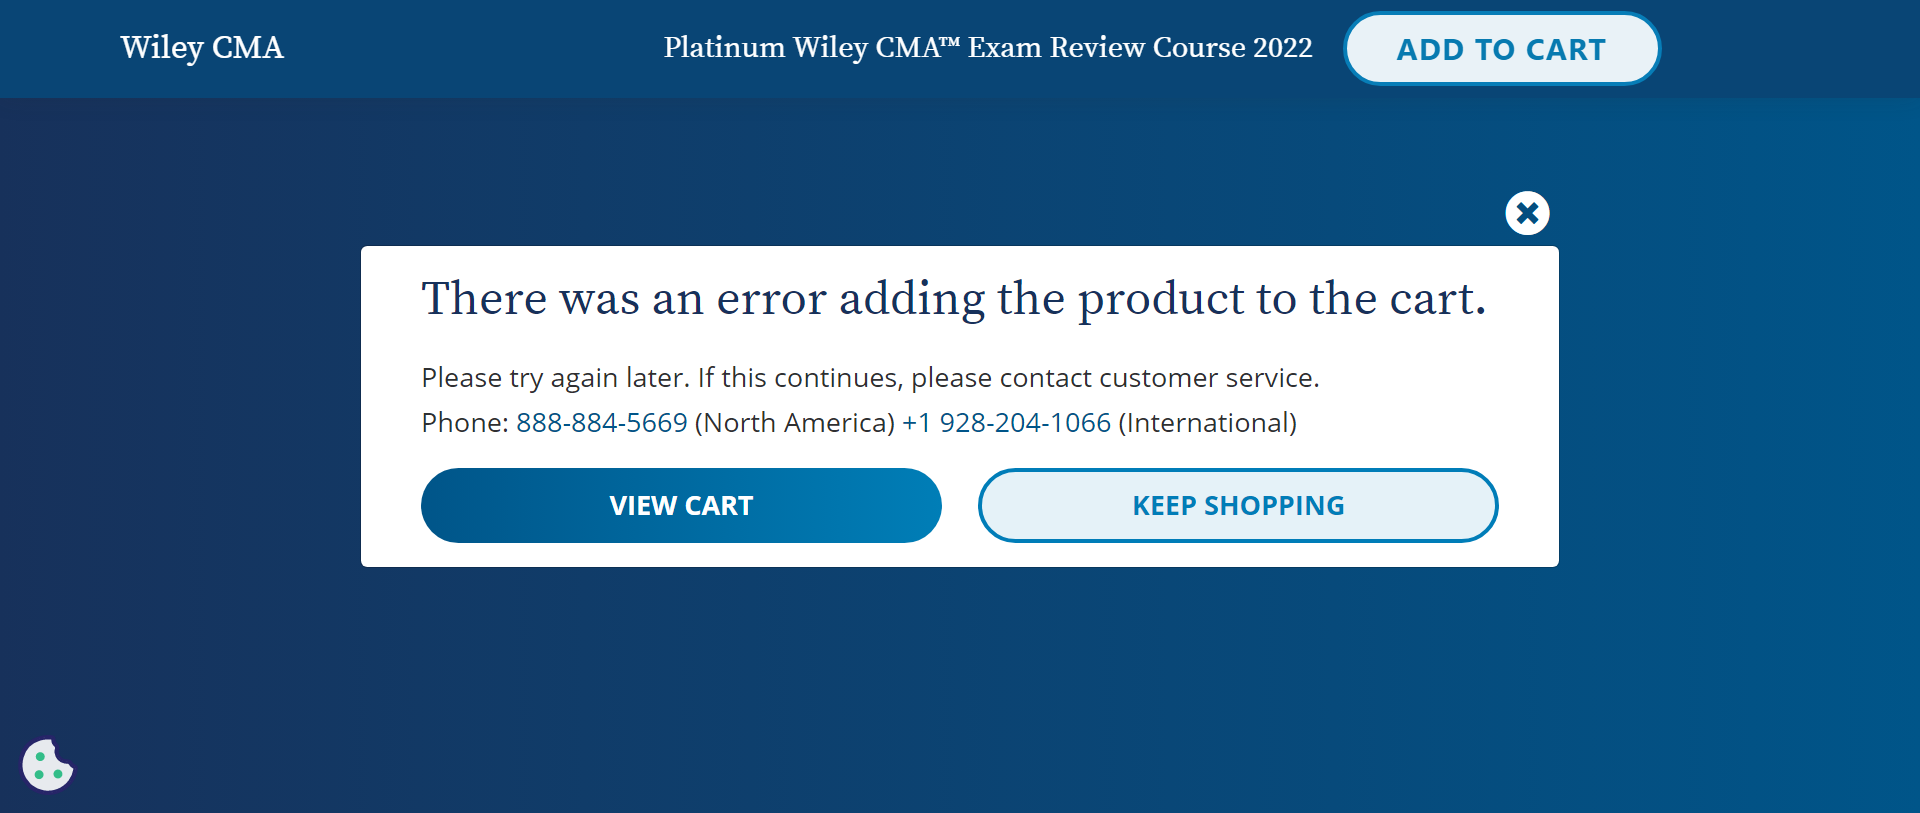 Wiley CMA
Platinum Wiley CMA™ Exam Review Course 2022
ADD TO CART
There was an error adding the product to the cart.
Please try again later. If this continues, please contact customer service.
Phone: 888-884-5669 (North America) +1 928-204-1066 (International)
VIEW CART
KEEP SHOPPING